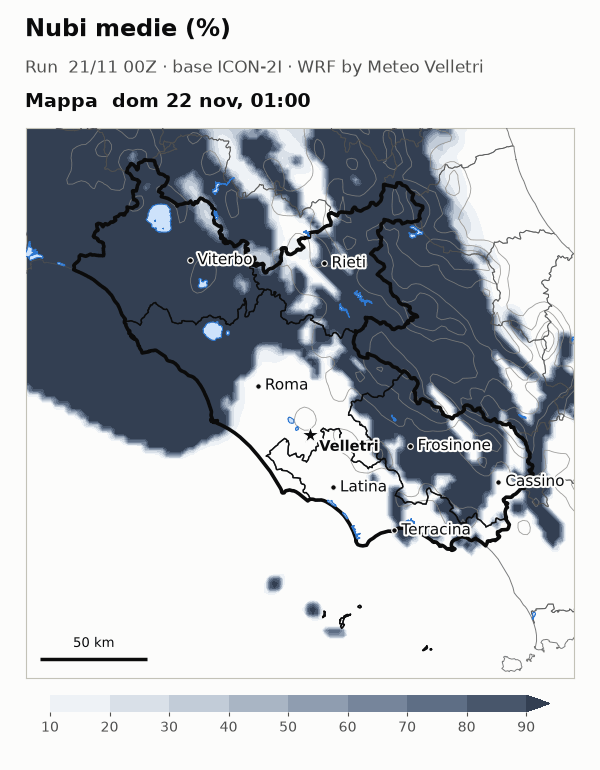 Nubi medie (%)
Run  21/11 00Z · base ICON-2I · WRF by Meteo Velletri
Mappa  dom 22 nov, 01:00
Viterbo
Rieti
Roma
Velletri
Frosinone
Latina
Cassino
Terracina
50 km
10 20 30 40 50 60 70 80 90